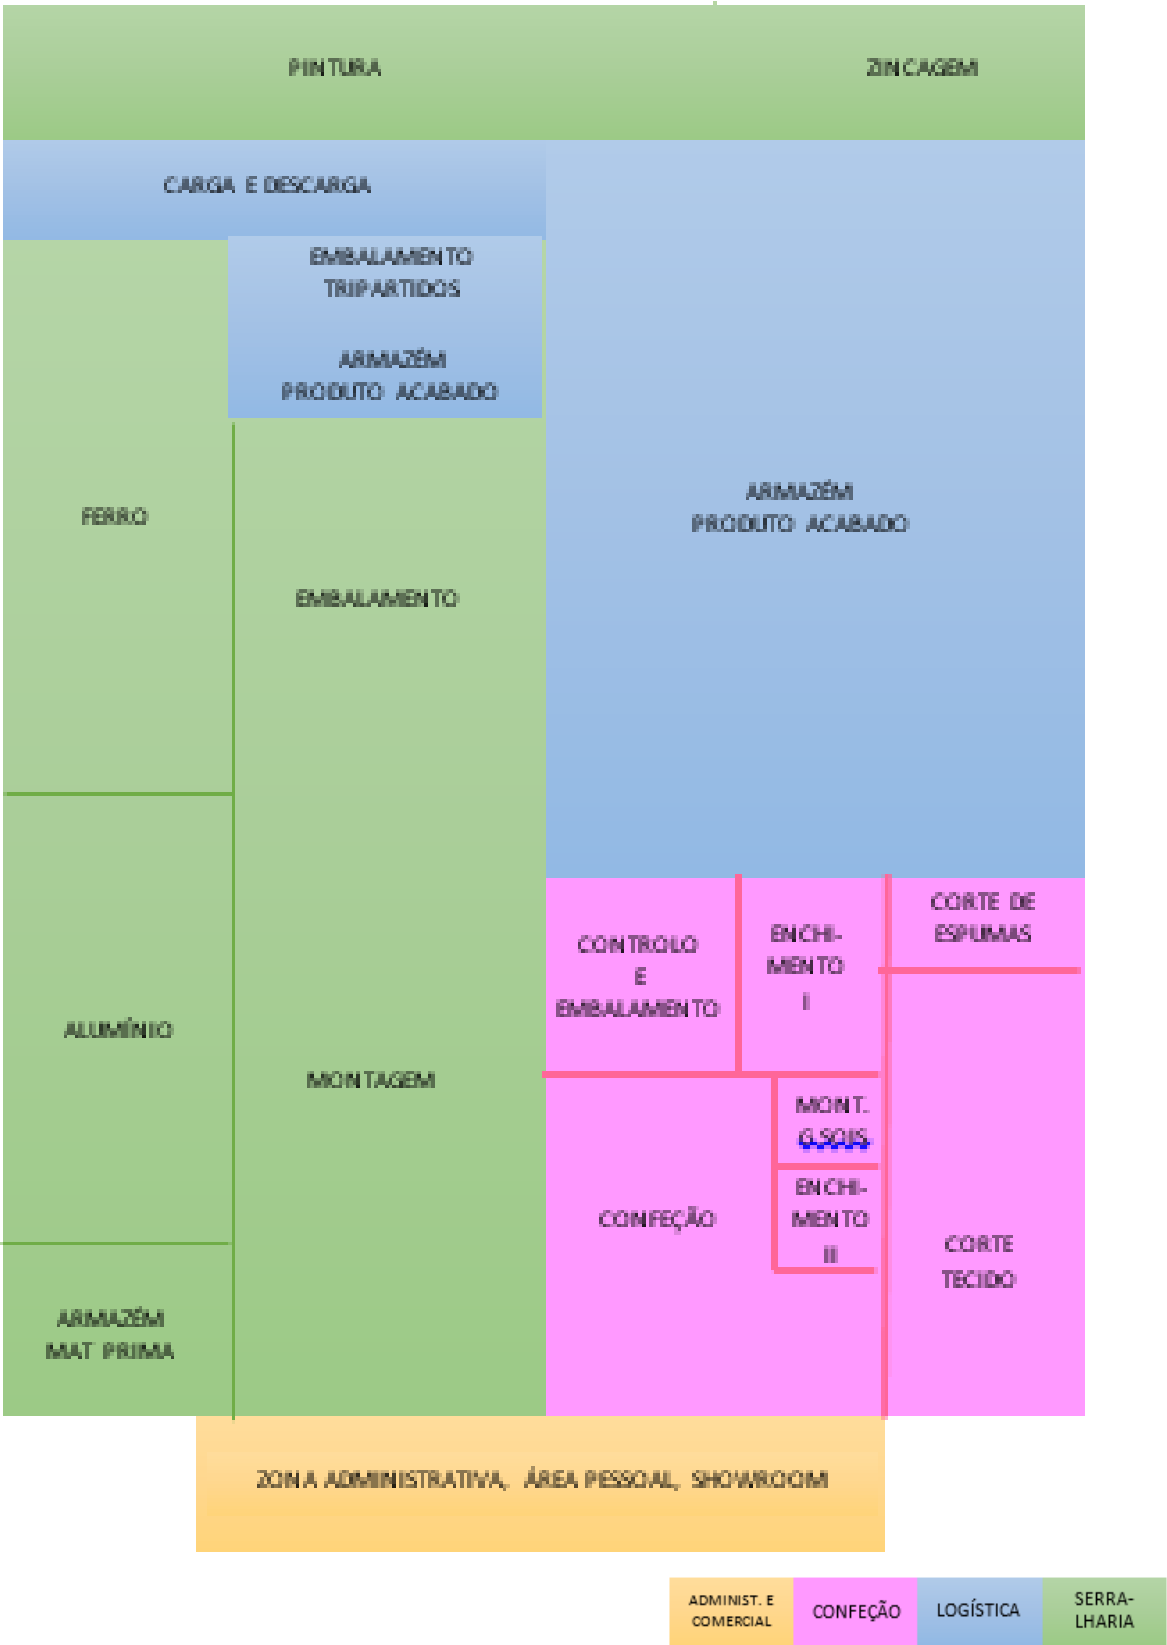 PINTURA
ZINCAGEM
CARGA E DESCARGA
EMBALAMENTO
TRIPARTIDOS
ARMAZÉM
PRODUTO ACABADO
FERRO
EMBALAMENTO
ARMAZÉM
PRODUTO ACABADO
CONTROLO
E
EMBALAMENTO
ENCHI-
MENTO
I
CORTE DE
ESPUMAS
ALUMÍNIO
MONTAGEM
MONT.
G.SOIS
CONFEÇÃO
ENCHI-
MENTO
II
CORTE
TECIDO
ARMAZÉM
MAT PRIMA
ZONA ADMINISTRATIVA, ÁREA PESSOAL, SHOWROOM
ADMINIST. E
COMERCIAL
CONFEÇÃO
LOGÍSTICA
SERRA-
LHARIA